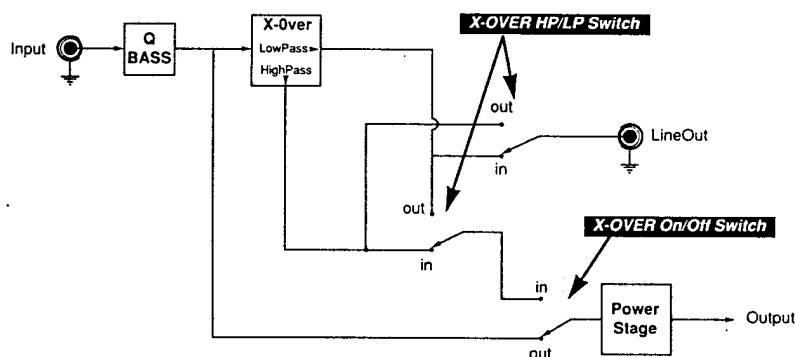 X-OVER HP/LP Switch
Input
Q
BASS
X-Over
LowPass
HighPass
out
LineOut
in
out
X-OVER On/Off Switch
in
in
Power
Stage
Output
out